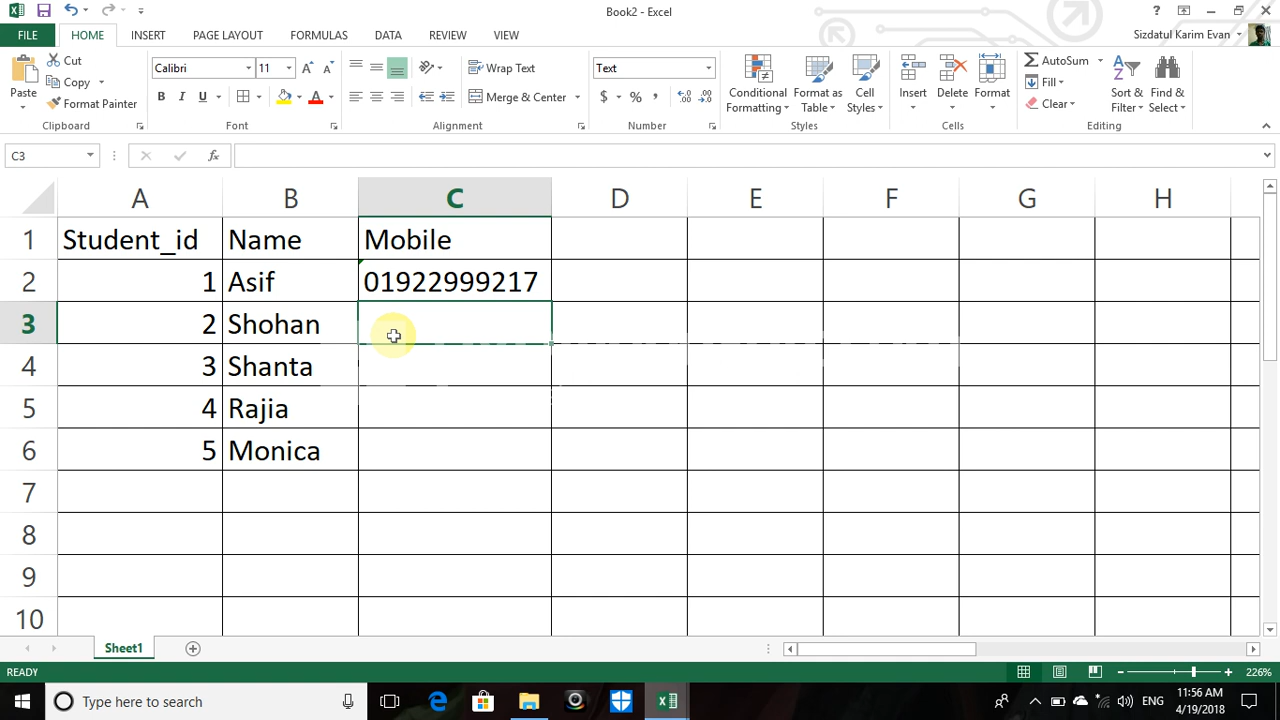 Book2 - Excel
FILE HOME INSERT PAGE LAYOUT FORMULAS DATA REVIEW VIEW Sizdatul Karim Evan
Paste Cut Copy Format Painter
Clipboard
Calibri 11
B I U
Font
Wrap Text
Merge & Center
Alignment
Text
$ % ,
Number
Conditional Formatting
Format as Table
Cell Styles
Styles
Insert Delete Format
Cells
AutoSum
Fill
Clear
Sort & Filter
Find & Select
Editing
C3 fx
A B C D E F G H
1 Student_id Name Mobile
2 1 Asif 01922999217
3 2 Shohan
4 3 Shanta
5 4 Rajia
6 5 Monica
7
8
9
10
Sheet1
READY 226%
Type here to search ENG 11:56 AM
4/19/2018